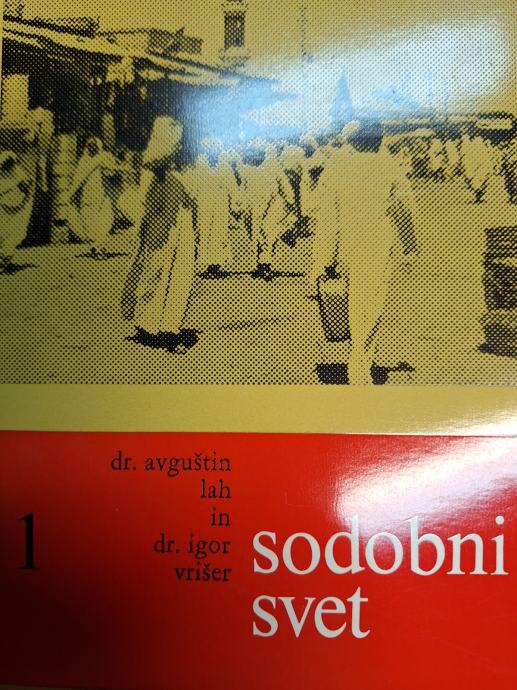 1
dr. avguštin
lah
in
dr. igor
vrišer
sodobni
svet